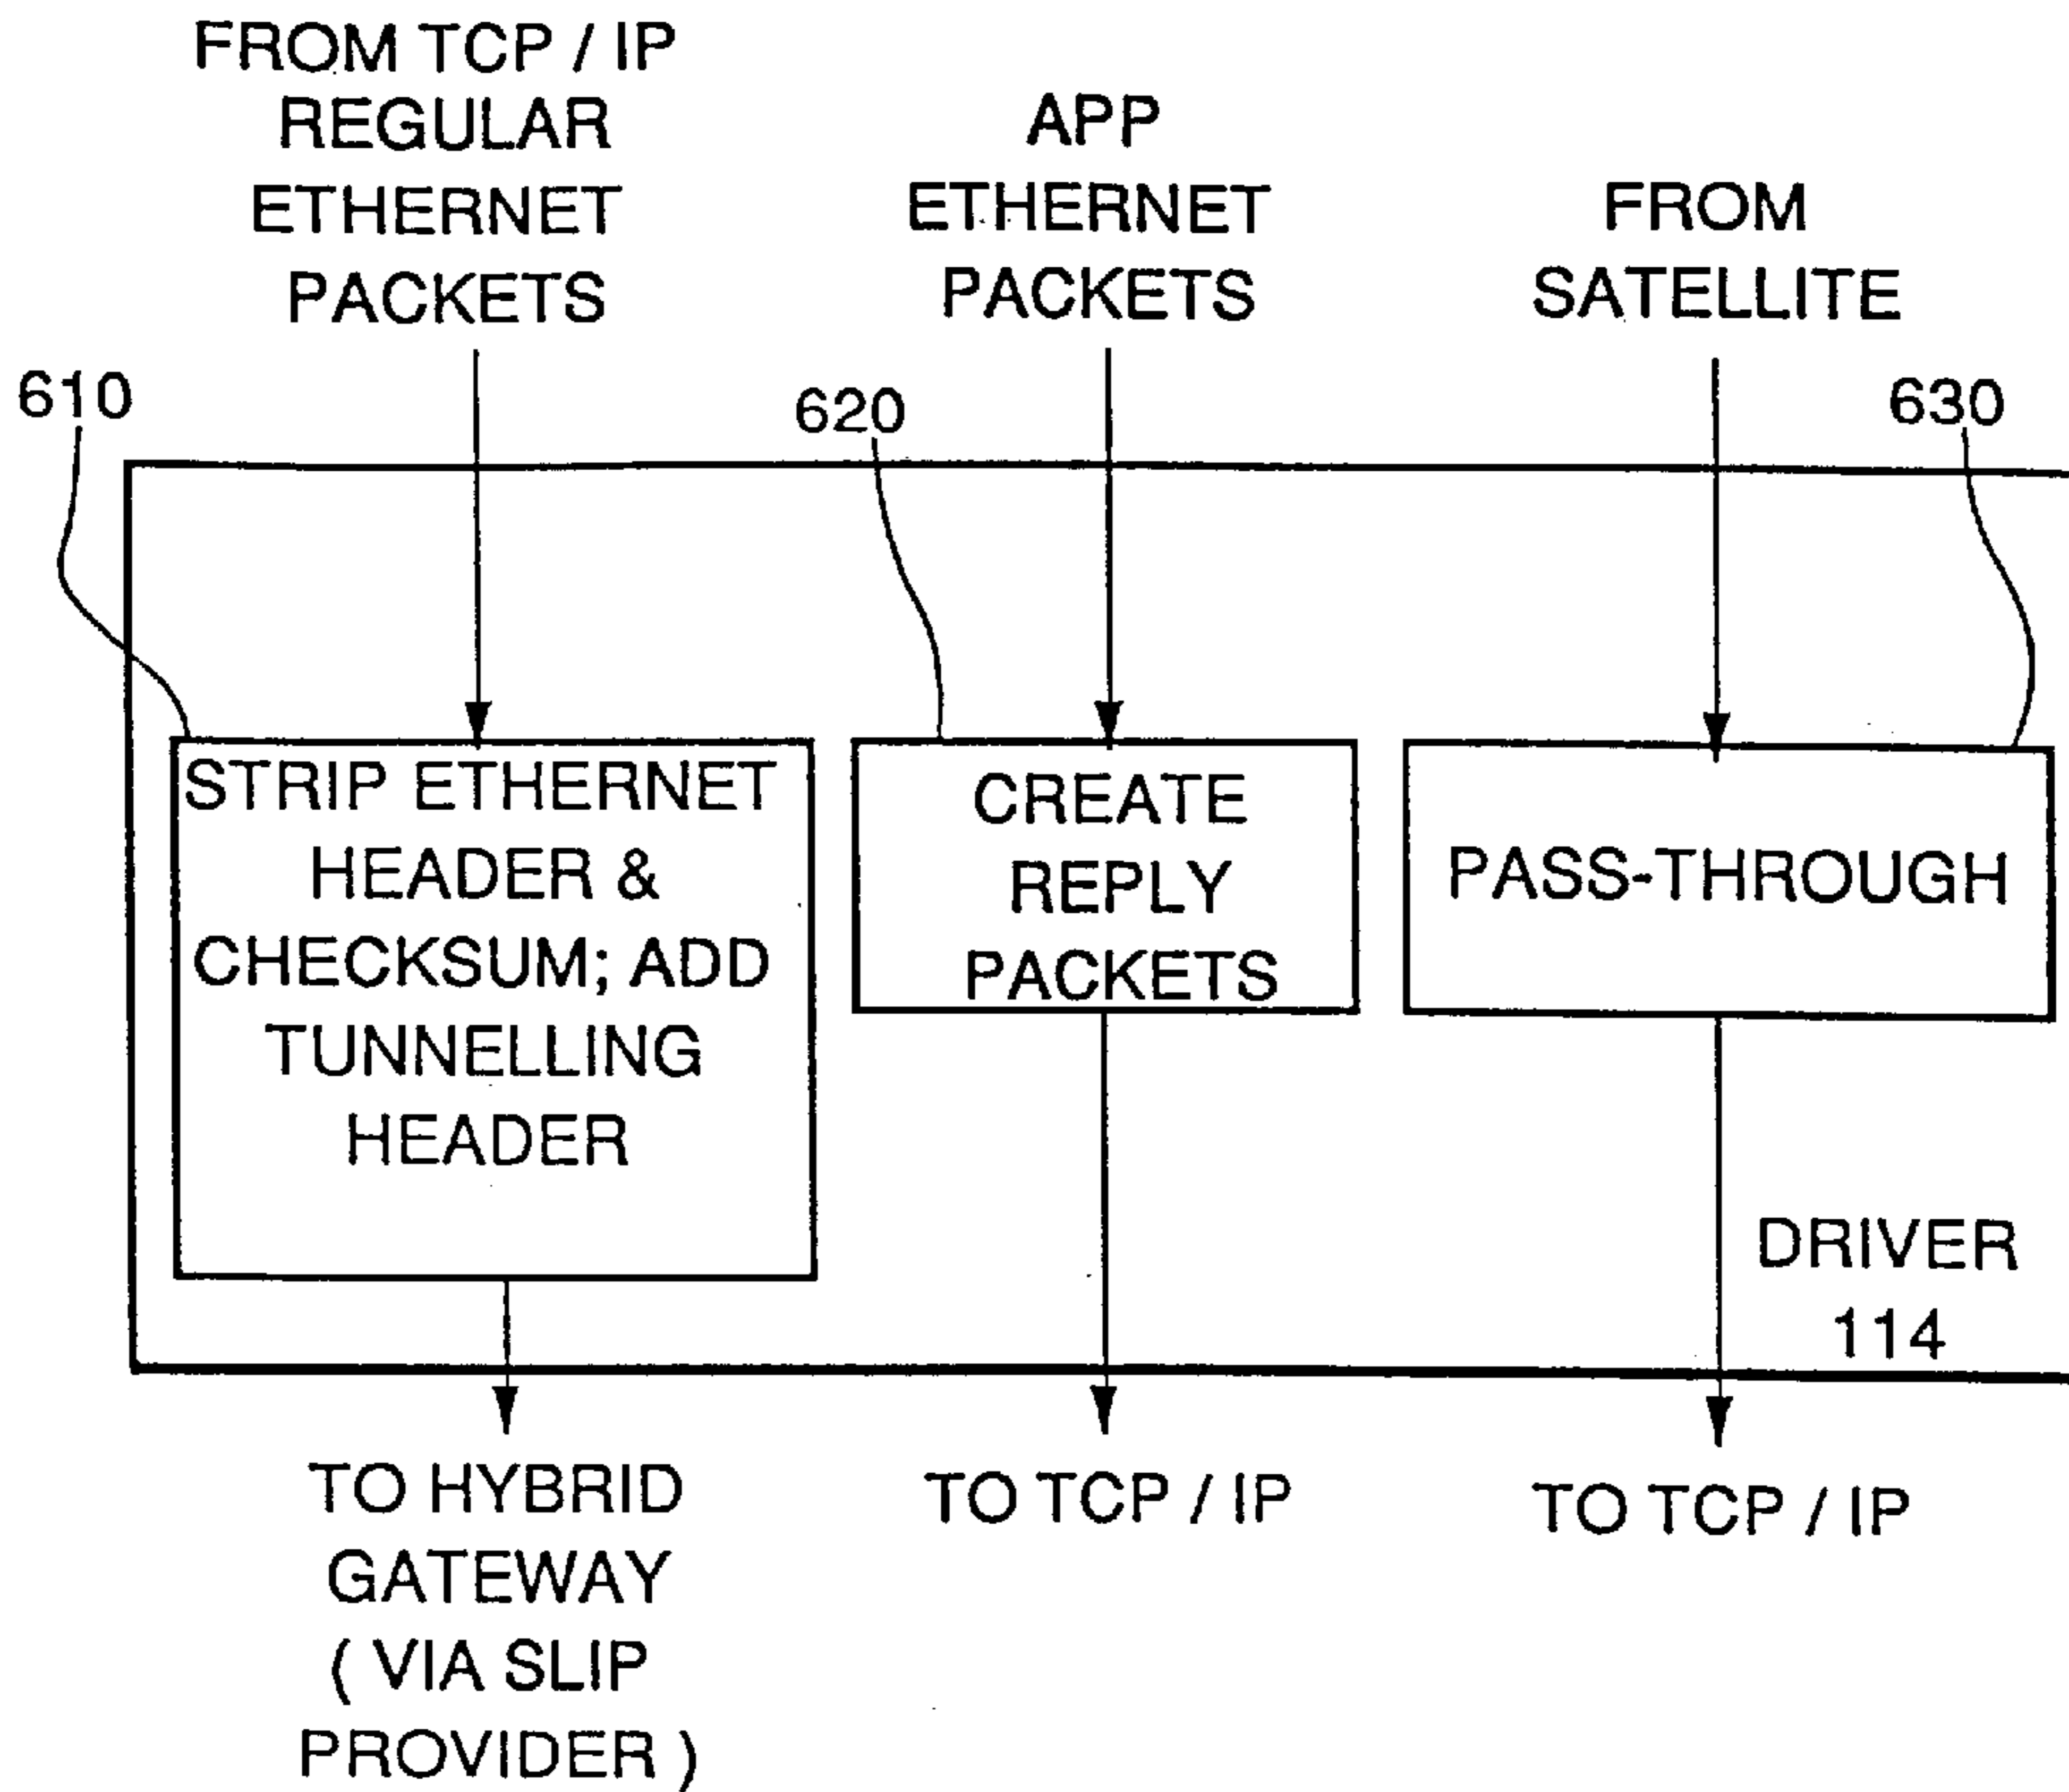 FROM TCP / IP
REGULAR
ETHERNET
PACKETS
APP
ETHERNET
PACKETS
FROM
SATELLITE
610
620
630
STRIP ETHERNET
HEADER &
CHECKSUM; ADD
TUNNELLING
HEADER
CREATE
REPLY
PACKETS
PASS-THROUGH
DRIVER
114
TO HYBRID
GATEWAY
( VIA SLIP
PROVIDER )
TO TCP / IP
TO TCP / IP